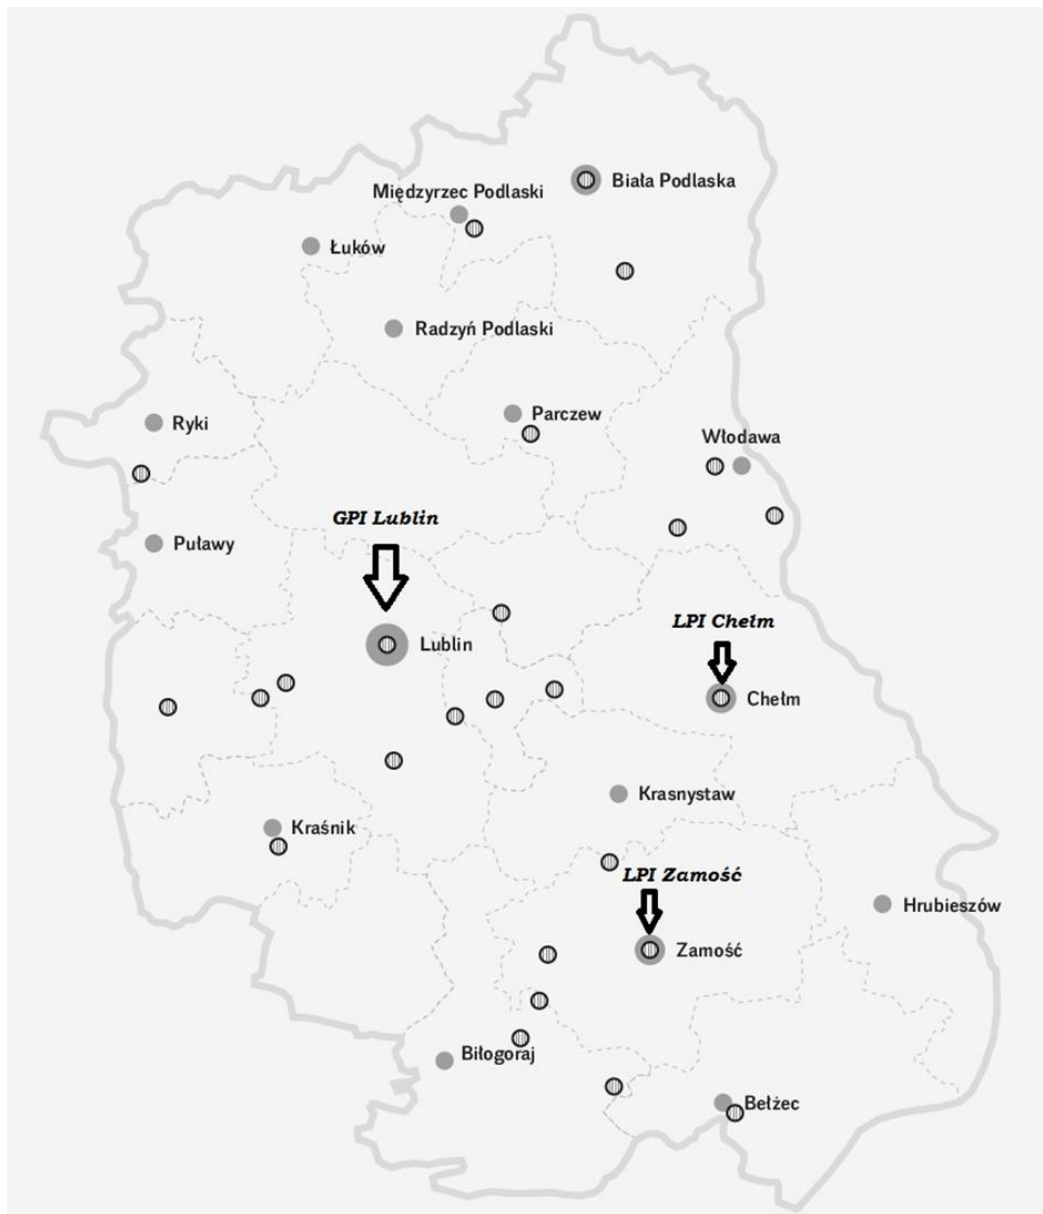 Biała Podlaska
Międzyrzec Podlaski
Łuków
Radzyń Podlaski
Parczew
Ryki
Włodawa
GPI Lublin
Puławy
LPI Chełm
Lublin
Chełm
Krasnystaw
Kraśnik
LPI Zamość
Hrubieszów
Zamość
Biłogoraj
Bełżec